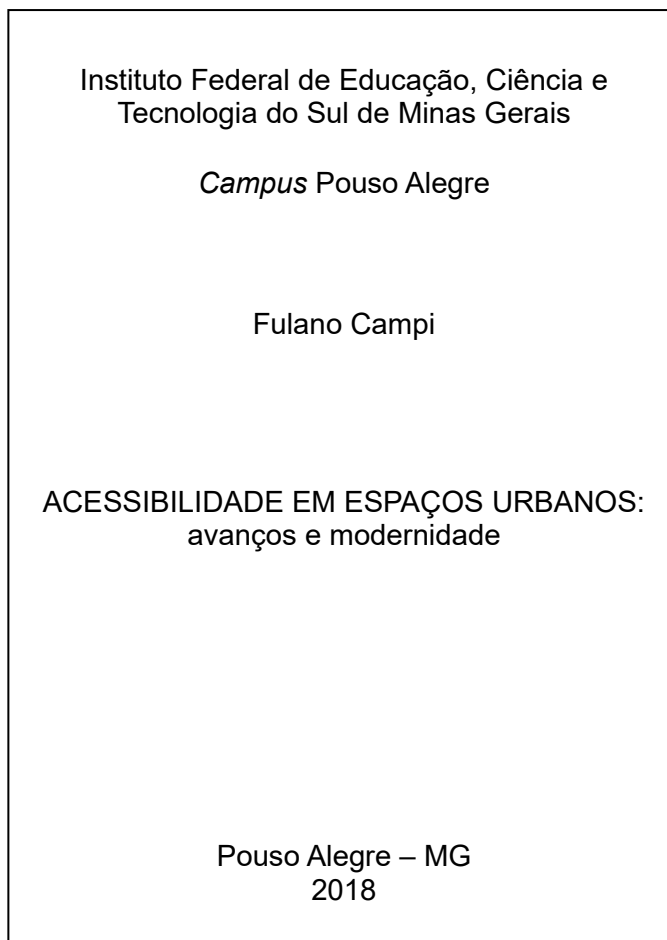 Instituto Federal de Educação, Ciência e
Tecnologia do Sul de Minas Gerais
Campus Pouso Alegre
Fulano Campi
ACESSIBILIDADE EM ESPAÇOS URBANOS:
avanços e modernidade
Pouso Alegre – MG
2018